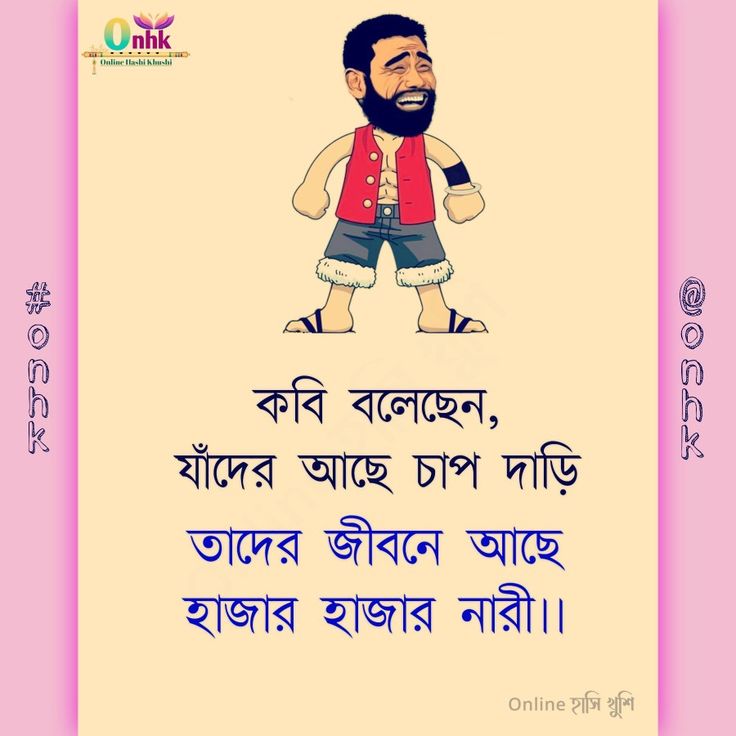 Onhk
Online Hashi Khushi
#onhk
@onhk
কবি বলেছেন,
যাঁদের আছে চাপ দাড়ি
তাদের জীবনে আছে
হাজার হাজার নারী।।
Online হাসি খুশি